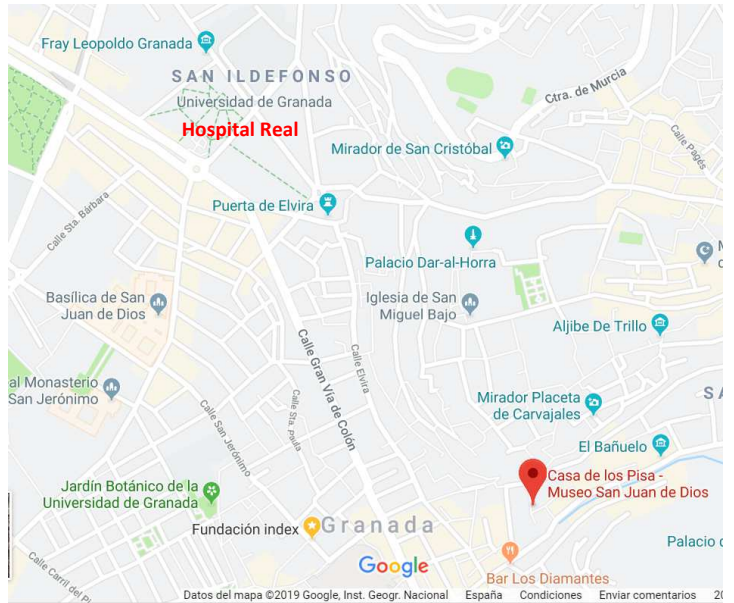 Fray Leopoldo Granada
SAN ILDEFONSO
Universidad de Granada
Hospital Real
Ctra. de Murcia
Calle Pagés
Mirador de San Cristóbal
Puerta de Elvira
Calle Sta. Bárbara
Palacio Dar-al-Horra
Basílica de San
Juan de Dios
Iglesia de San
Miguel Bajo
Aljibe De Trillo
Calle Gran Vía de Colón
Calle Elvira
al Monasterio
San Jerónimo
Calle San Jerónimo
Calle Sta. paula
Mirador Placeta
de Carvajales
SA
El Bañuelo
Casa de los Pisa -
Museo San Juan de Dios
Jardín Botánico de la
Universidad de Granada
Fundación index
Granada
Palacio
Google
Bar Los Diamantes
Calle Carril del Pi
Datos del mapa ©2019 Google, Inst. Geogr. Nacional España Condiciones Enviar comentarios 20